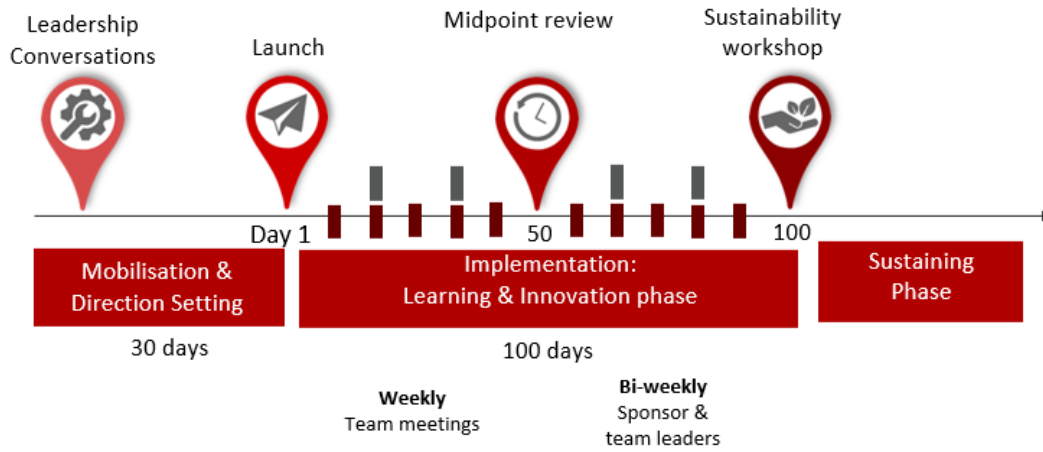 Leadership
Conversations
Launch
Midpoint review
Sustainability
workshop
Day 1
50
100
Mobilisation &
Direction Setting
Implementation:
Learning & Innovation phase
Sustaining
Phase
30 days
100 days
Weekly
Team meetings
Bi-weekly
Sponsor &
team leaders